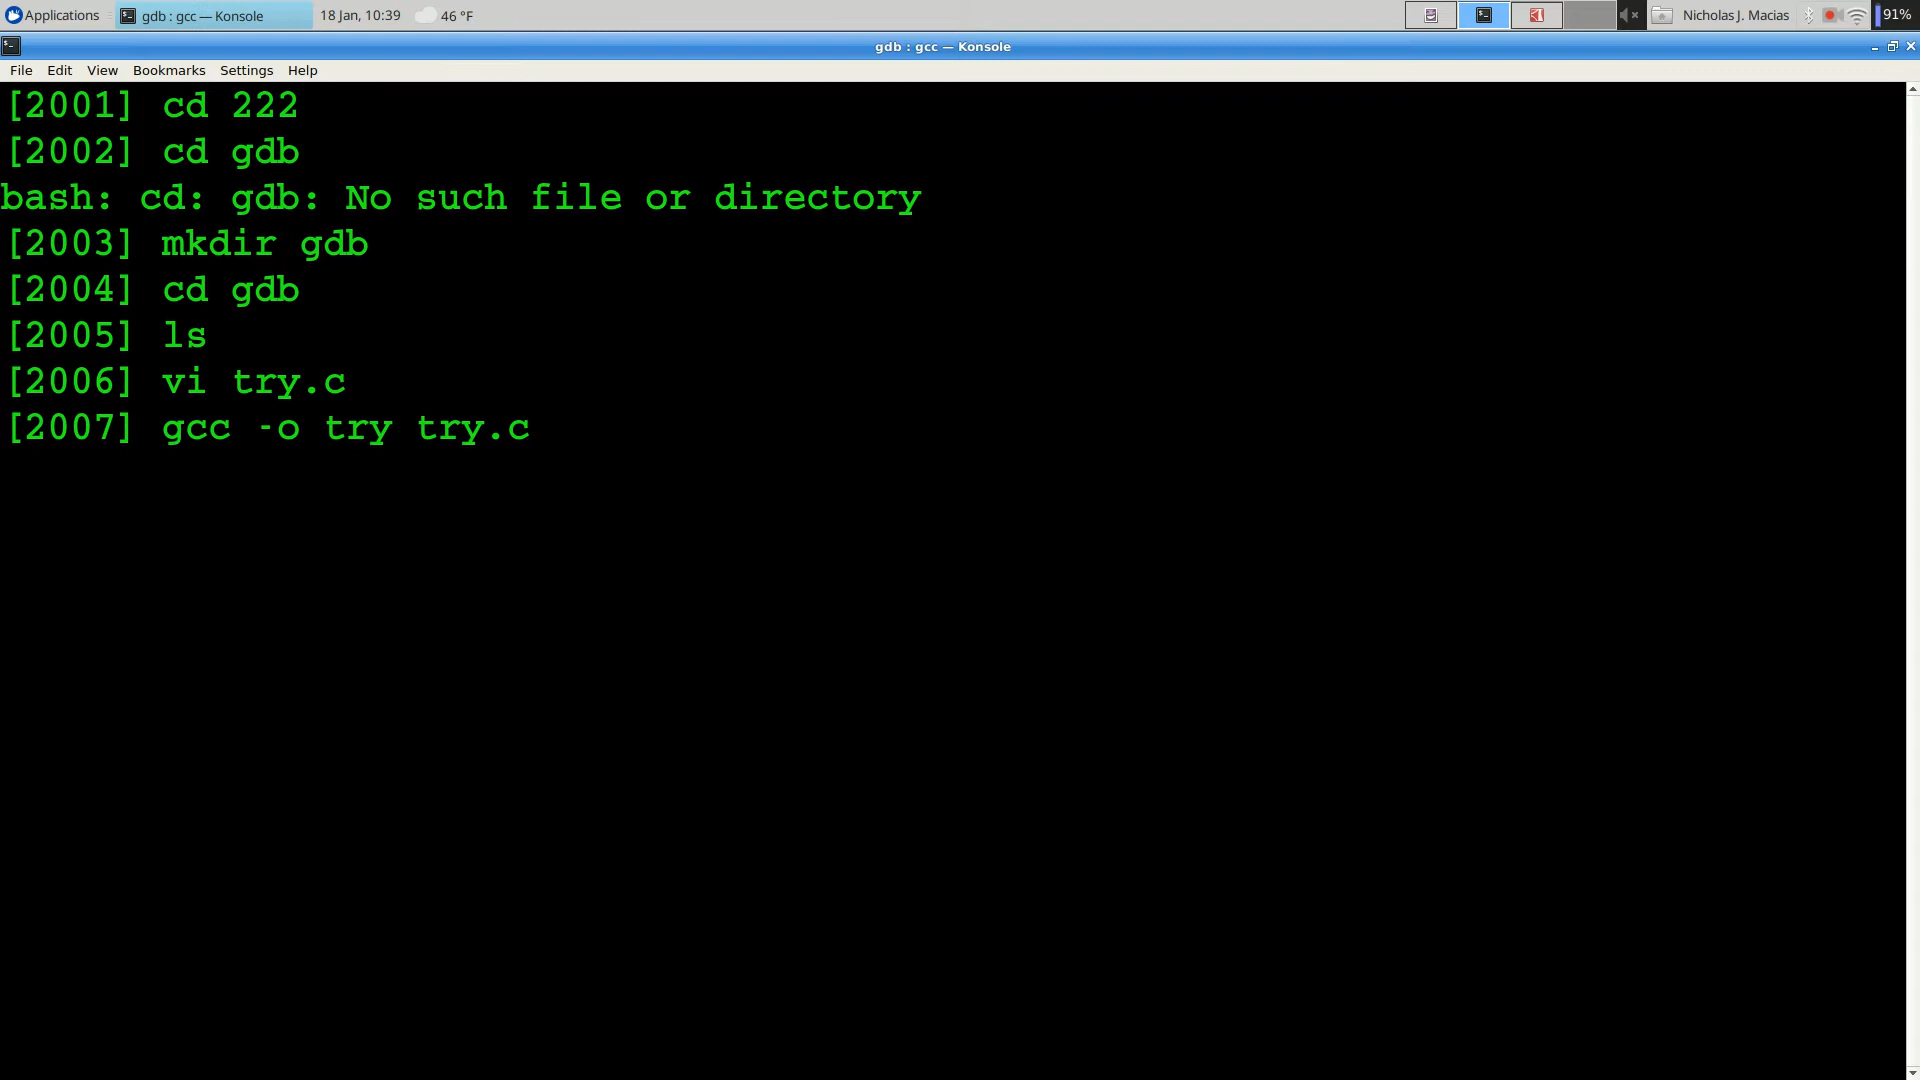 Applications gdb : gcc — Konsole 18 Jan, 10:39 46 °F Nicholas J. Macias 91%
gdb : gcc — Konsole
File Edit View Bookmarks Settings Help
[2001] cd 222
[2002] cd gdb
bash: cd: gdb: No such file or directory
[2003] mkdir gdb
[2004] cd gdb
[2005] ls
[2006] vi try.c
[2007] gcc -o try try.c